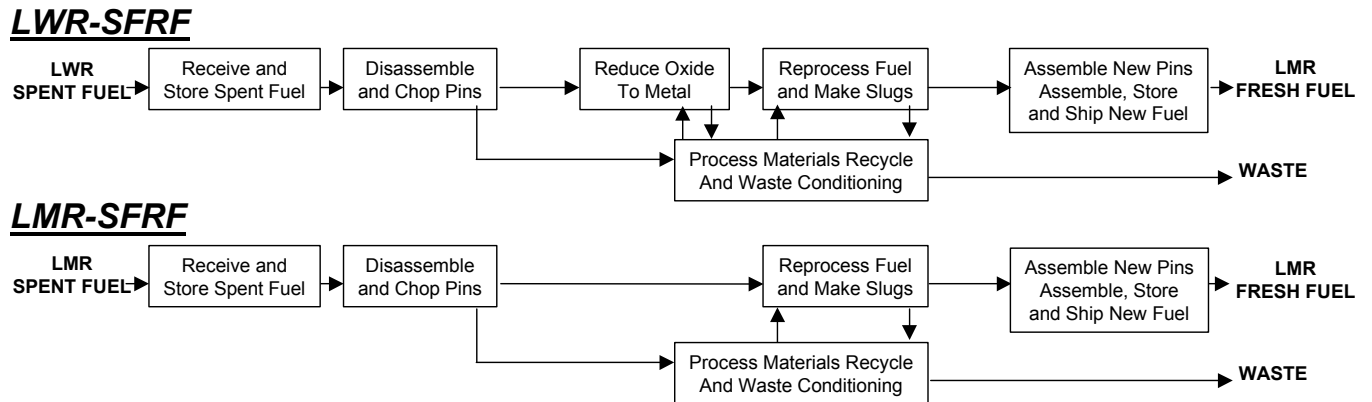 LWR-SFRF
LWR
SPENT FUEL
Receive and
Store Spent Fuel
Disassemble
and Chop Pins
Reduce Oxide
To Metal
Reprocess Fuel
and Make Slugs
Assemble New Pins
Assemble, Store
and Ship New Fuel
LMR
FRESH FUEL
Process Materials Recycle
And Waste Conditioning
WASTE
LMR-SFRF
LMR
SPENT FUEL
Receive and
Store Spent Fuel
Disassemble
and Chop Pins
Reprocess Fuel
and Make Slugs
Assemble New Pins
Assemble, Store
and Ship New Fuel
LMR
FRESH FUEL
Process Materials Recycle
And Waste Conditioning
WASTE